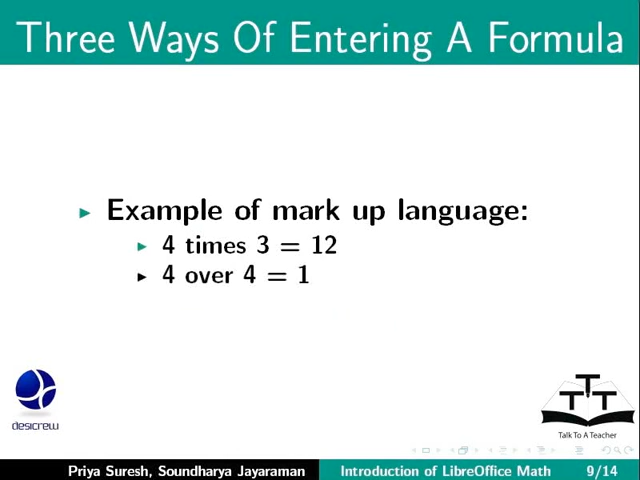 Three Ways Of Entering A Formula
Example of mark up language:
4 times 3 = 12
4 over 4 = 1
desicrew
T T T
Talk To A Teacher
Priya Suresh, Soundharya Jayaraman Introduction of LibreOffice Math 9/14